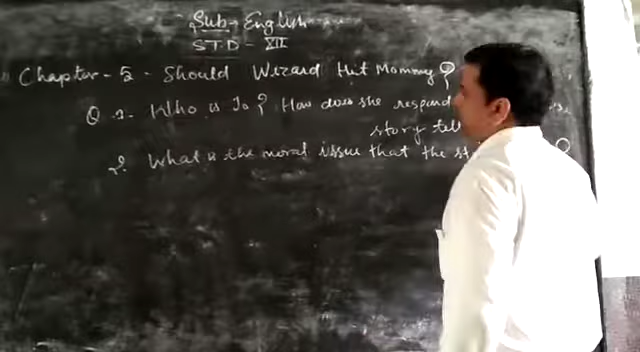 Sub - English
STD - XII
Chapter - 5 - Should Wizard Hit Mommy ?
Q. 1. Who is Jo ? How does she respond
story tell
2. What is the moral issue that the st